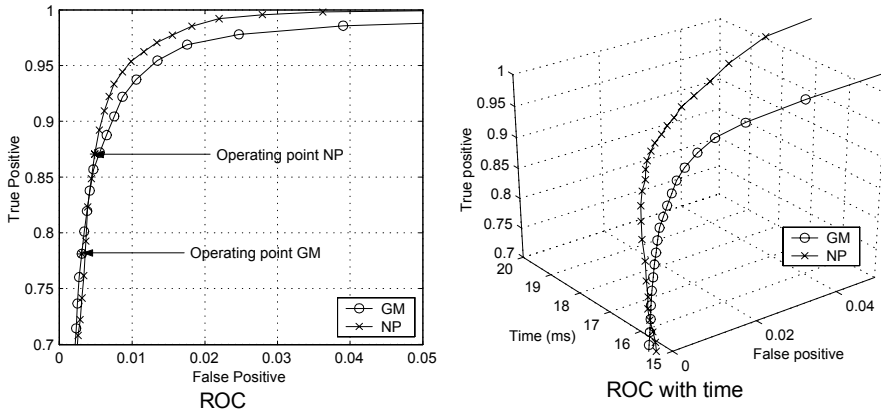 1
0.95
0.9
0.85
0.8
0.75
0.7
True Positive
Operating point NP
Operating point GM
GM
NP
0
0.01
0.02
0.03
0.04
0.05
False Positive
ROC
1
0.95
0.9
0.85
0.8
0.75
0.7
True positive
GM
NP
20
19
18
17
16
15
Time (ms)
0
0.02
0.04
False positive
ROC with time